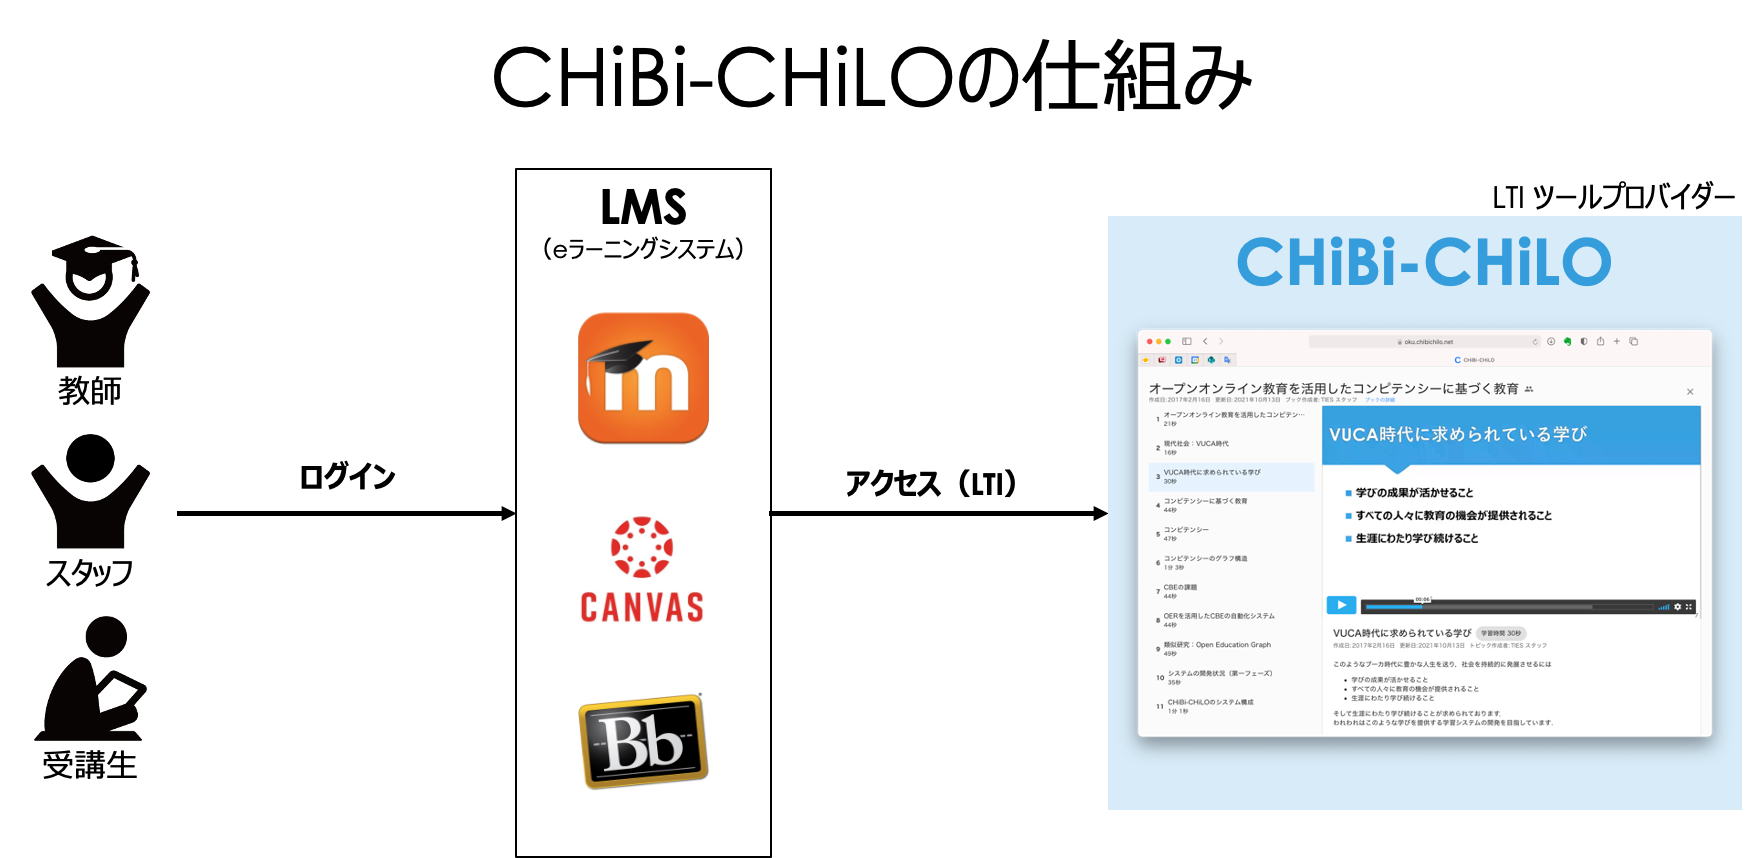 CHiBi-CHiLOの仕組み
教師
スタッフ
受講生
ログイン
LMS
（eラーニングシステム）
m
CANVAS
Bb
アクセス（LTI）
LTI ツールプロバイダー
CHiBi-CHiLO
oku.chibichilo.net
CHiBi-CHiLO
オープンオンライン教育を活用したコンピテンシーに基づく教育
作成日:2017年2月16日 更新日:2021年10月13日 ブック作成者:TIES スタッフ ブックの詳細
1 オープンオンライン教育を活用したコンピテン…
21秒
2 現代社会：VUCA時代
16秒
3 VUCA時代に求められている学び
30秒
4 コンピテンシーに基づく教育
44秒
5 コンピテンシー
47秒
6 コンピテンシーのグラフ構造
1分 3秒
7 CBEの課題
44秒
8 OERを活用したCBEの自動化システム
44秒
9 類似研究：Open Education Graph
49秒
10 システムの開発状況（第一フェーズ）
35秒
11 CHiBi-CHiLOのシステム構成
1分 1秒
VUCA時代に求められている学び
学びの成果が活かせること
すべての人々に教育の機会が提供されること
生涯にわたり学び続けること
00:06
VUCA時代に求められている学び 学習時間 30秒
作成日:2017年2月16日 更新日:2021年10月13日 トピック作成者:TIES スタッフ
このようなブーカ時代に豊かな人生を送り、社会を持続的に発展させるには
学びの成果が活かせること
すべての人々に教育の機会が提供されること
生涯にわたり学び続けること
そして生涯にわたり学び続けることが求められております。
われわれはこのような学びを提供する学習システムの開発を目指しています.